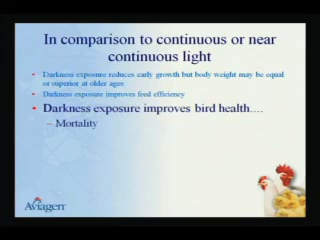 In comparison to continuous or near
continuous light
• Darkness exposure reduces early growth but body weight may be equal
or superior at older ages
• Darkness exposure improves feed efficiency
• Darkness exposure improves bird health....
– Mortality
Aviagen